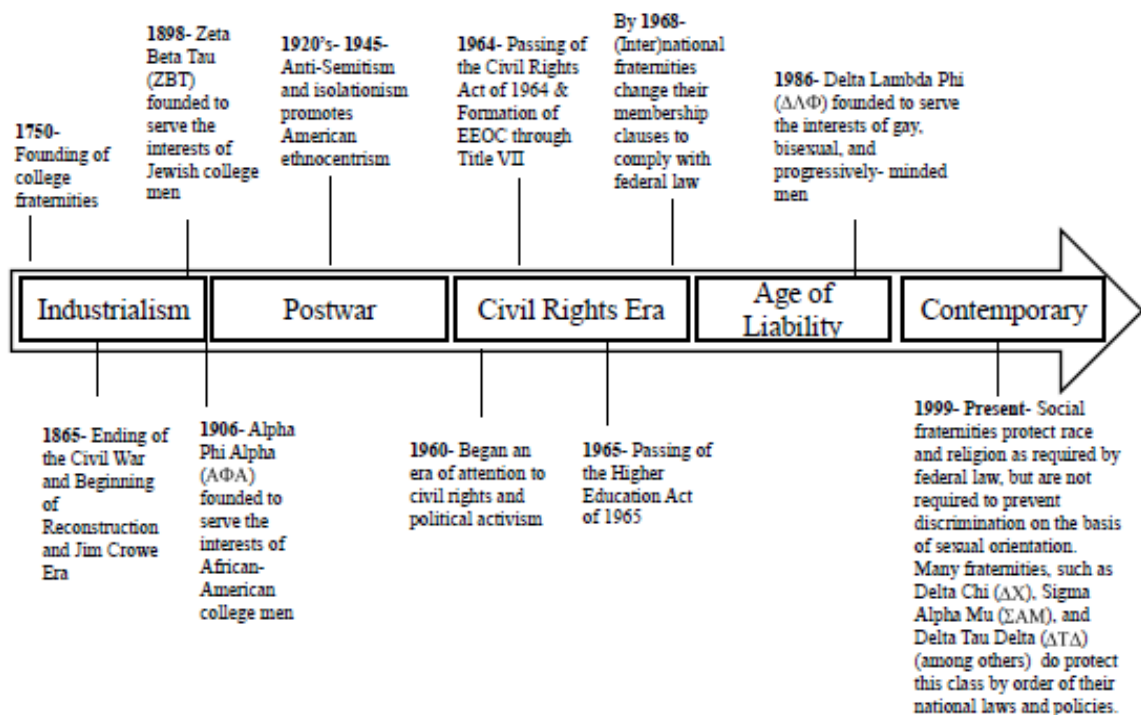 1750-
Founding of
college
fraternities
1898- Zeta
Beta Tau
(ZBT)
founded to
serve the
interests of
Jewish college
men
1920's- 1945-
Anti-Semitism
and isolationism
promotes
American
ethnocentrism
1964- Passing of
the Civil Rights
Act of 1964 &
Formation of
EEOC through
Title VII
By 1968-
(Inter)national
fraternities
change their
membership
clauses to
comply with
federal law
1986- Delta Lambda Phi
(ΔΛΦ) founded to serve
the interests of gay,
bisexual, and
progressively- minded
men
Industrialism
Postwar
Civil Rights Era
Age of
Liability
Contemporary
1865- Ending of
the Civil War
and Beginning
of
Reconstruction
and Jim Crowe
Era
1906- Alpha
Phi Alpha
(ΑΦΑ)
founded to
serve the
interests of
African-
American
college men
1960- Began an
era of attention to
civil rights and
political activism
1965- Passing of
the Higher
Education Act
of 1965
1999- Present- Social
fraternities protect race
and religion as required by
federal law, but are not
required to prevent
discrimination on the basis
of sexual orientation.
Many fraternities, such as
Delta Chi (ΔΧ), Sigma
Alpha Mu (ΣΑΜ), and
Delta Tau Delta (ΔΤΔ)
(among others) do protect
this class by order of their
national laws and policies.